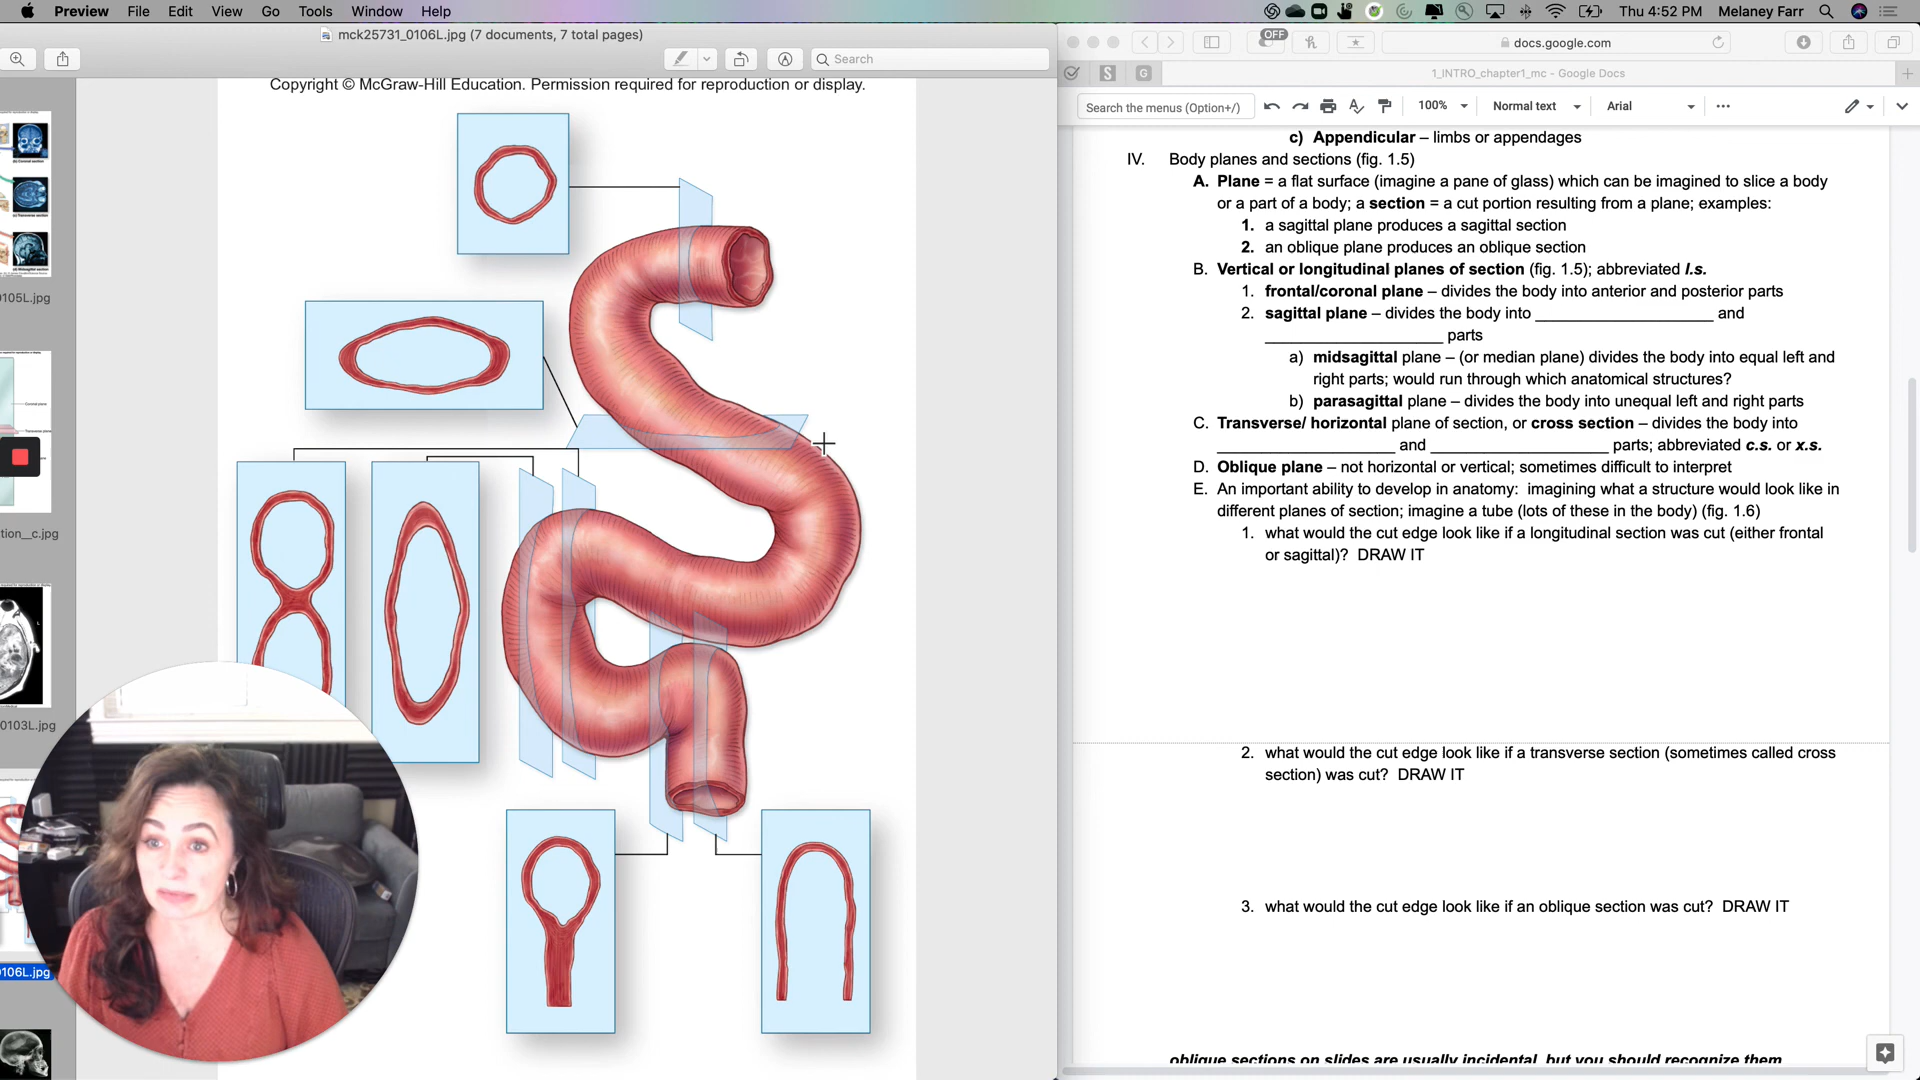 Preview File Edit View Go Tools Window Help
Thu 4:52 PM Melaney Farr
mck25731_0106L.jpg (7 documents, 7 total pages)
Search
Copyright © McGraw-Hill Education. Permission required for reproduction or display.
0105L.jpg
tion__c.jpg
0103L.jpg
106L.jpg
OFF
docs.google.com
S
G
1_INTRO_chapter1_mc - Google Docs
Search the menus (Option+/)
100%
Normal text
Arial
c) Appendicular – limbs or appendages
IV. Body planes and sections (fig. 1.5)
A. Plane = a flat surface (imagine a pane of glass) which can be imagined to slice a body
or a part of a body; a section = a cut portion resulting from a plane; examples:
1. a sagittal plane produces a sagittal section
2. an oblique plane produces an oblique section
B. Vertical or longitudinal planes of section (fig. 1.5); abbreviated l.s.
1. frontal/coronal plane – divides the body into anterior and posterior parts
2. sagittal plane – divides the body into ____________________ and
____________________ parts
a) midsagittal plane – (or median plane) divides the body into equal left and
right parts; would run through which anatomical structures?
b) parasagittal plane – divides the body into unequal left and right parts
C. Transverse/ horizontal plane of section, or cross section – divides the body into
____________________ and ____________________ parts; abbreviated c.s. or x.s.
D. Oblique plane – not horizontal or vertical; sometimes difficult to interpret
E. An important ability to develop in anatomy: imagining what a structure would look like in
different planes of section; imagine a tube (lots of these in the body) (fig. 1.6)
1. what would the cut edge look like if a longitudinal section was cut (either frontal
or sagittal)? DRAW IT
2. what would the cut edge look like if a transverse section (sometimes called cross
section) was cut? DRAW IT
3. what would the cut edge look like if an oblique section was cut? DRAW IT
oblique sections on slides are usually incidental, but you should recognize them